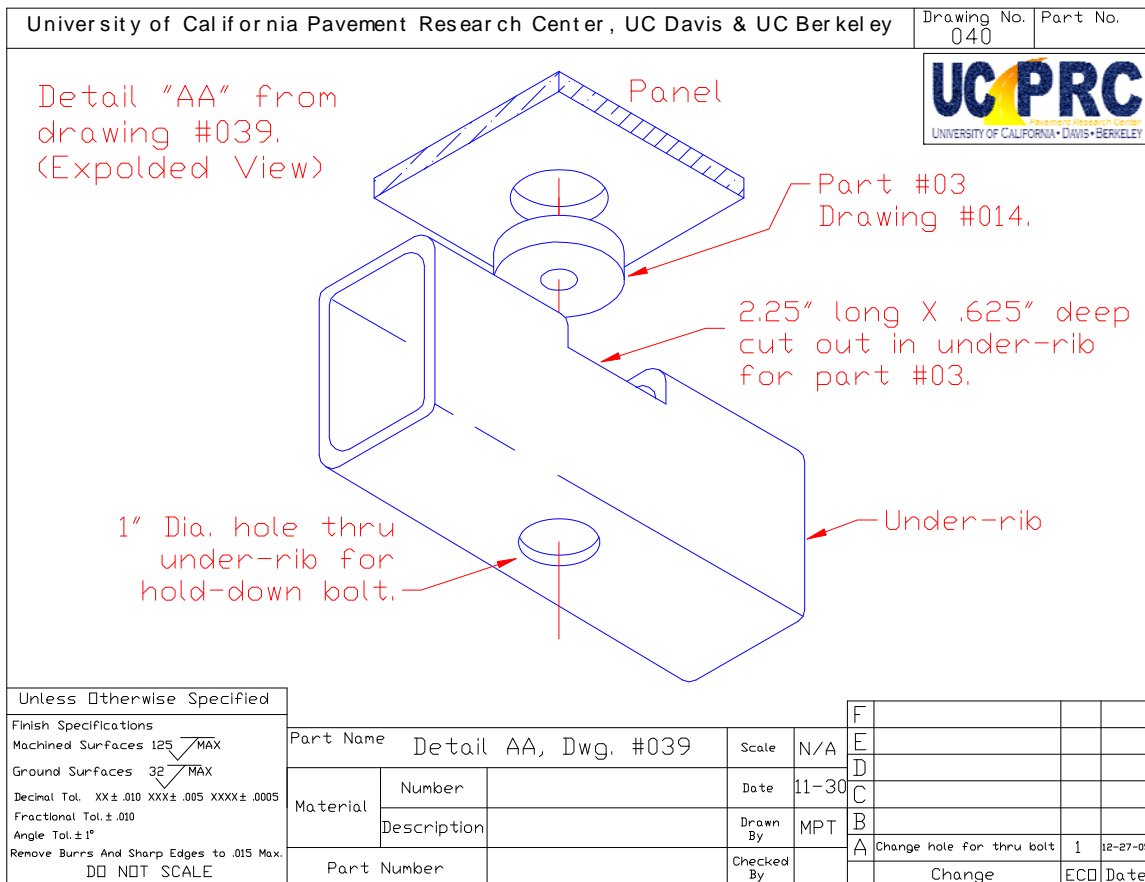 University of California Pavement Research Center, UC Davis & UC Berkeley
Drawing No.
040
Part No.
UCPRC
Pavement Research Center
UNIVERSITY OF CALIFORNIA • DAVIS • BERKELEY
Detail "AA" from
drawing #039.
(Expolded View)
Panel
Part #03
Drawing #014.
2.25" long X .625" deep
cut out in under-rib
for part #03.
1" Dia. hole thru
under-rib for
hold-down bolt.
Under-rib
Unless Otherwise Specified
Finish Specifications
Machined Surfaces 125 MAX
Ground Surfaces 32 MAX
Decimal Tol. XX± .010 XXX± .005 XXXX± .0005
Fractional Tol. ± .010
Angle Tol. ± 1°
Remove Burrs And Sharp Edges to .015 Max.
DO NOT SCALE
Part Name
Detail AA, Dwg. #039
Material
Number
Description
Part Number
Scale
N/A
Date
11-30
Drawn
By
MPT
Checked
By
F
E
D
C
B
A Change hole for thru bolt 1
Change ECO Date